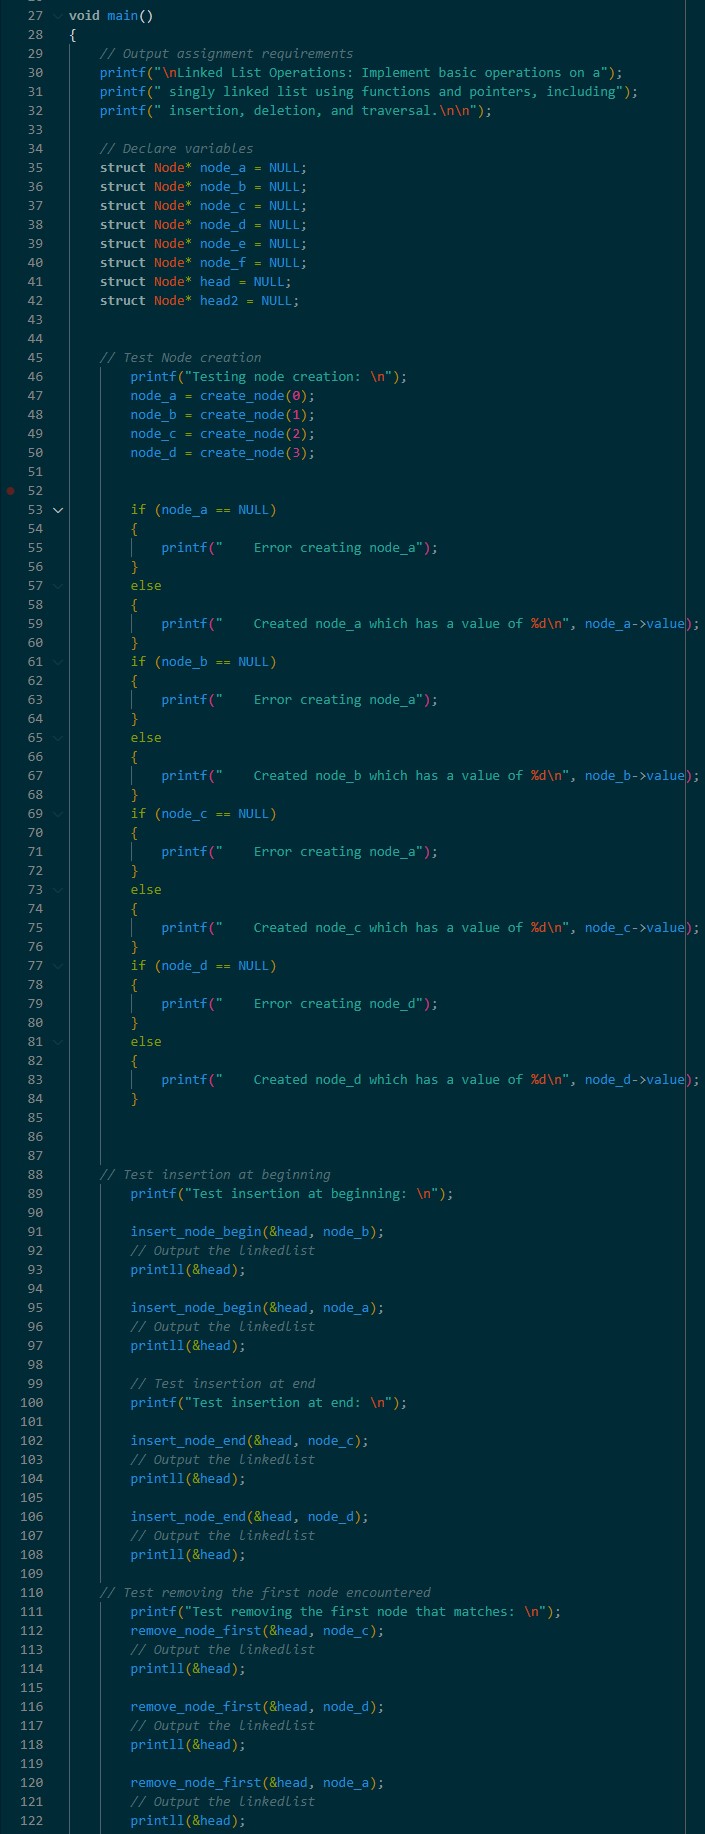 27 void main()
28 {
29 // Output assignment requirements
30 printf("\nLinked List Operations: Implement basic operations on a");
31 printf(" singly linked list using functions and pointers, including");
32 printf(" insertion, deletion, and traversal.\n\n");
33
34 // Declare variables
35 struct Node* node_a = NULL;
36 struct Node* node_b = NULL;
37 struct Node* node_c = NULL;
38 struct Node* node_d = NULL;
39 struct Node* node_e = NULL;
40 struct Node* node_f = NULL;
41 struct Node* head = NULL;
42 struct Node* head2 = NULL;
43
44
45 // Test Node creation
46 printf("Testing node creation: \n");
47 node_a = create_node(0);
48 node_b = create_node(1);
49 node_c = create_node(2);
50 node_d = create_node(3);
51
52
53 if (node_a == NULL)
54 {
55 printf("    Error creating node_a");
56 }
57 else
58 {
59 printf("    Created node_a which has a value of %d\n", node_a->value);
60 }
61 if (node_b == NULL)
62 {
63 printf("    Error creating node_a");
64 }
65 else
66 {
67 printf("    Created node_b which has a value of %d\n", node_b->value);
68 }
69 if (node_c == NULL)
70 {
71 printf("    Error creating node_a");
72 }
73 else
74 {
75 printf("    Created node_c which has a value of %d\n", node_c->value);
76 }
77 if (node_d == NULL)
78 {
79 printf("    Error creating node_d");
80 }
81 else
82 {
83 printf("    Created node_d which has a value of %d\n", node_d->value);
84 }
85
86
87
88 // Test insertion at beginning
89 printf("Test insertion at beginning: \n");
90
91 insert_node_begin(&head, node_b);
92 // Output the linkedlist
93 printll(&head);
94
95 insert_node_begin(&head, node_a);
96 // Output the linkedlist
97 printll(&head);
98
99 // Test insertion at end
100 printf("Test insertion at end: \n");
101
102 insert_node_end(&head, node_c);
103 // Output the linkedlist
104 printll(&head);
105
106 insert_node_end(&head, node_d);
107 // Output the linkedlist
108 printll(&head);
109
110 // Test removing the first node encountered
111 printf("Test removing the first node that matches: \n");
112 remove_node_first(&head, node_c);
113 // Output the linkedlist
114 printll(&head);
115
116 remove_node_first(&head, node_d);
117 // Output the linkedlist
118 printll(&head);
119
120 remove_node_first(&head, node_a);
121 // Output the linkedlist
122 printll(&head);